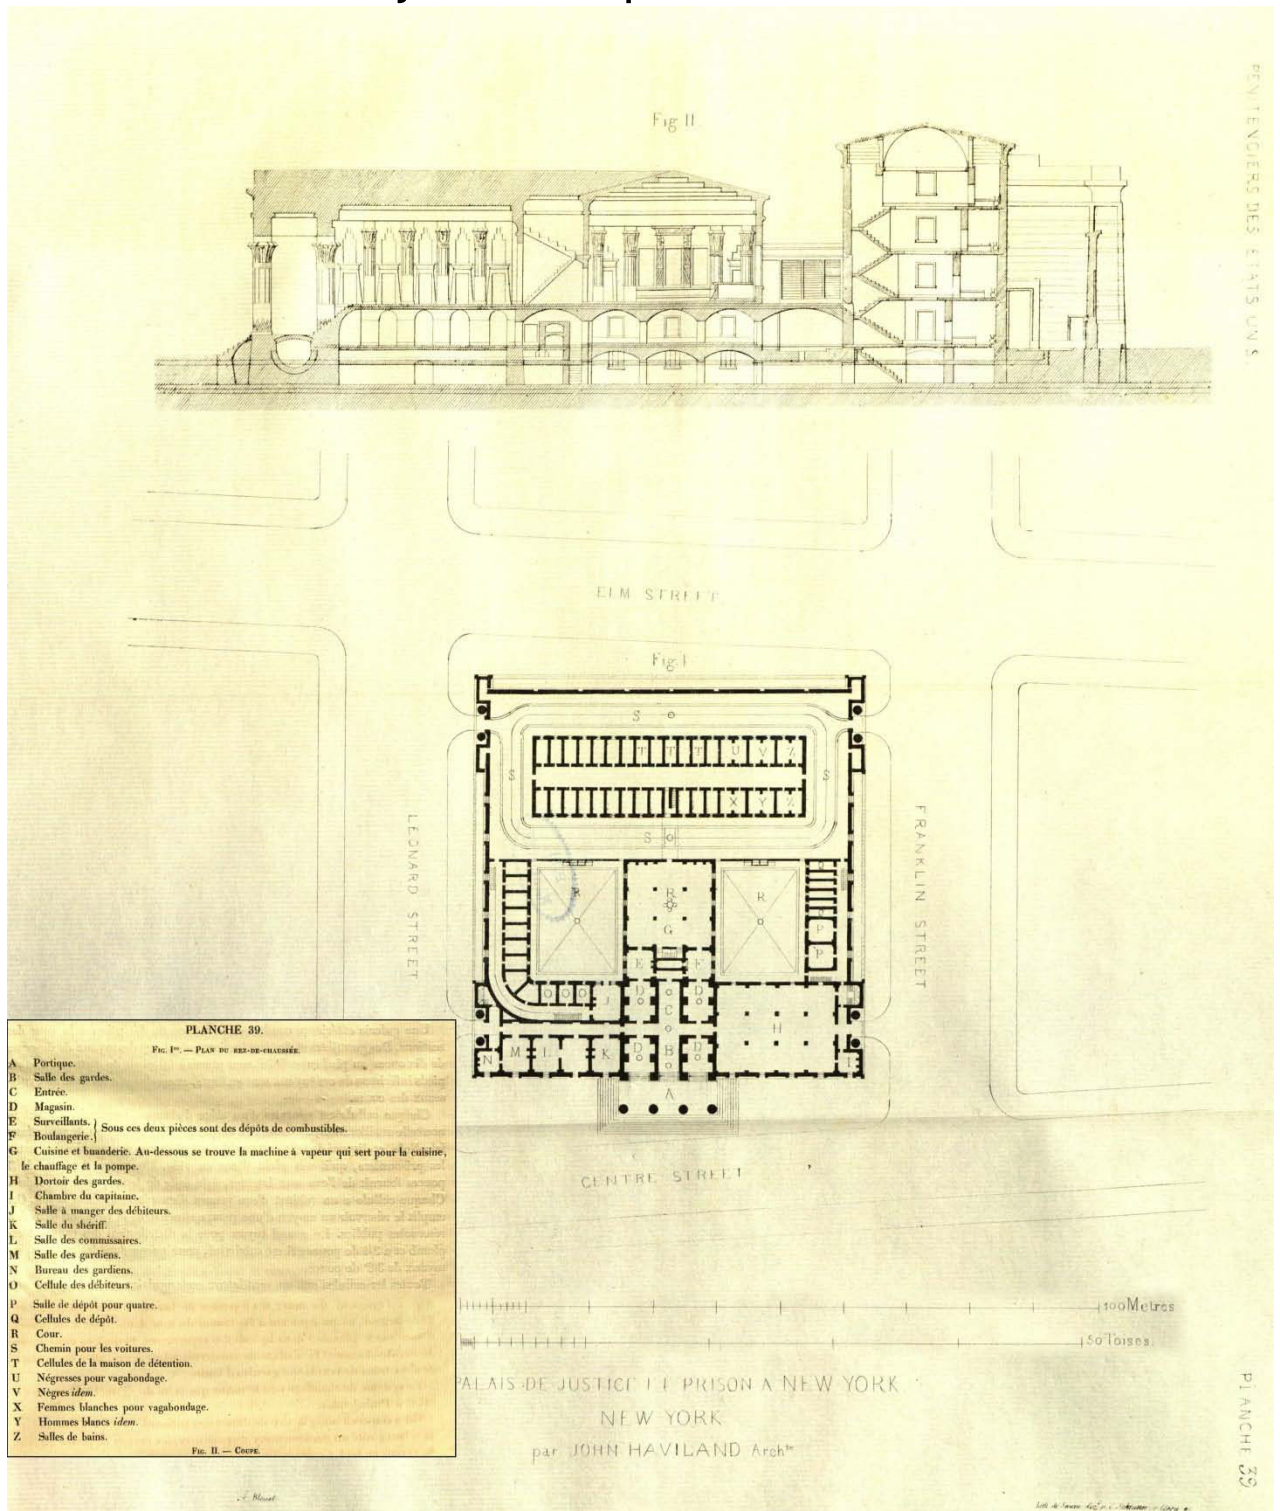 Fig II
PENITENCIERS DES ETATS UNIS.
ELM STREET
Fig. I
S
T T T U V Z
S S
X Y Z
S
LEONARD STREET
FRANKLIN STREET
R R R
G
P
P
E F
O O O J D D
C
H
N M L K D B D I
A
CENTRE STREET
PLANCHE 39.
Fig. Ire. — Plan du rez-de-chaussée.
A Portique.
B Salle des gardes.
C Entrée.
D Magasin.
E Surveillants. } Sous ces deux pièces sont des dépôts de combustibles.
F Boulangerie. }
G Cuisine et buanderie. Au-dessous se trouve la machine à vapeur qui sert pour la cuisine,
le chauffage et la pompe.
H Dortoir des gardes.
I Chambre du capitaine.
J Salle à manger des débiteurs.
K Salle du shériff.
L Salle des commissaires.
M Salle des gardiens.
N Bureau des gardiens.
O Cellule des débiteurs.
P Salle de dépôt pour quatre.
Q Cellules de dépôt.
R Cour.
S Chemin pour les voitures.
T Cellules de la maison de détention.
U Négresses pour vagabondage.
V Nègres idem.
X Femmes blanches pour vagabondage.
Y Hommes blancs idem.
Z Salles de bains.
Fig. II. — Coupe.
100 Metres
50 Toises.
PALAIS DE JUSTICE ET PRISON A NEW YORK
NEW YORK
par JOHN HAVILAND Archte
PLANCHE 39
A. Blouet